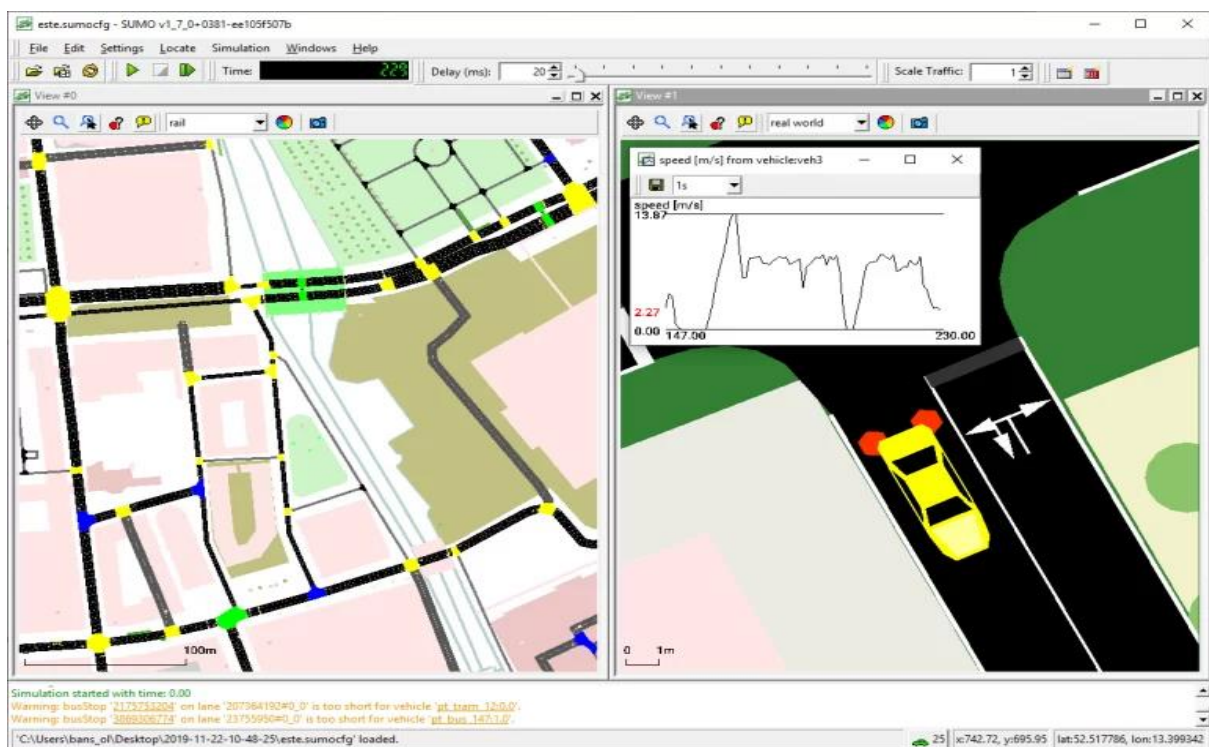 este.sumocfg - SUMO v1_7_0+0381-ee105f507b
File Edit Settings Locate Simulation Windows Help
Time: 229 Delay (ms): 20 Scale Traffic: 1
View #0
rail
100m
View #1
real world
speed [m/s] from vehicle:veh3
1s
speed [m/s]
13.87
2.27
0.00 147.00 230.00
0 1m
Simulation started with time: 0.00
Warning: busStop '2175753204' on lane '207364192#0_0' is too short for vehicle 'pt_tram_12:0.0'.
Warning: busStop '3869306774' on lane '23755950#0_0' is too short for vehicle 'pt_bus_147:1.0'.
'C:\Users\bans_ol\Desktop\2019-11-22-10-48-25\este.sumocfg' loaded.
25 x:742.72, y:695.95 lat:52.517786, lon:13.399342